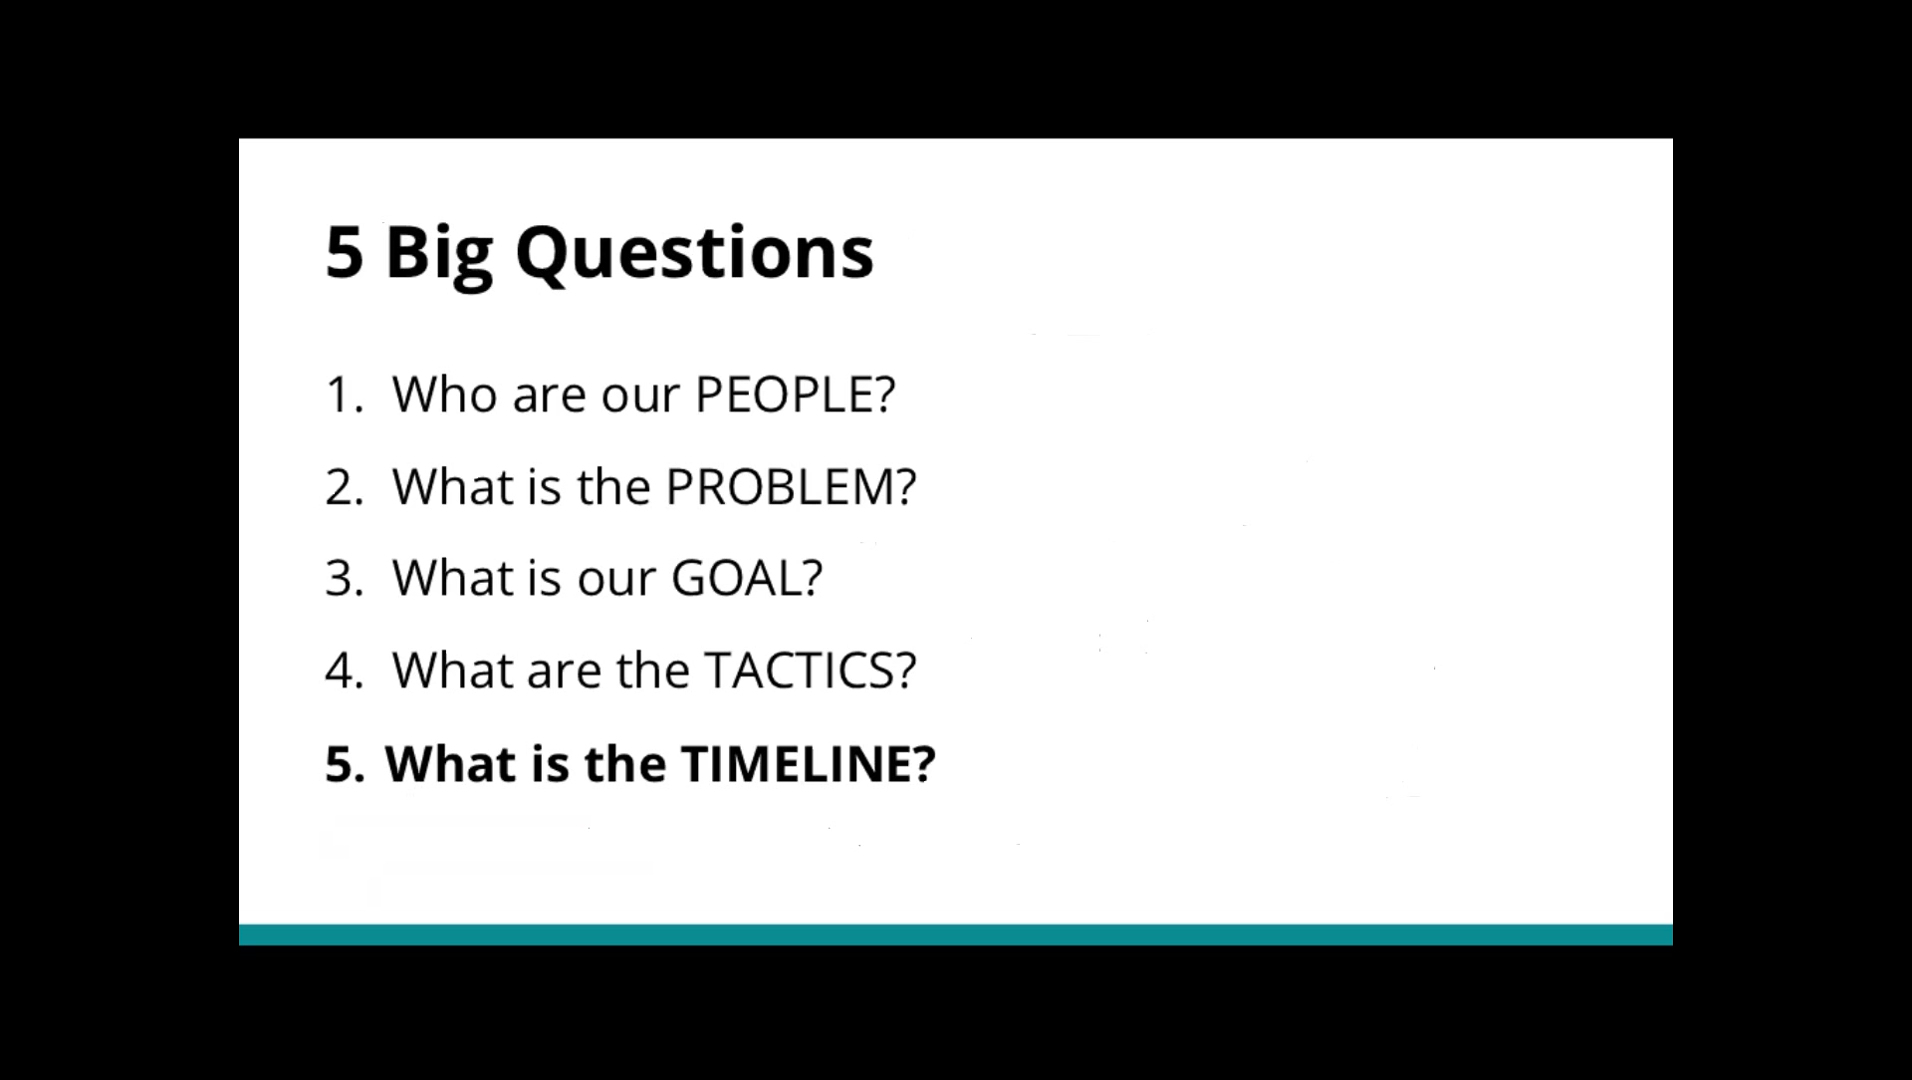 5 Big Questions
1. Who are our PEOPLE?
2. What is the PROBLEM?
3. What is our GOAL?
4. What are the TACTICS?
5. What is the TIMELINE?